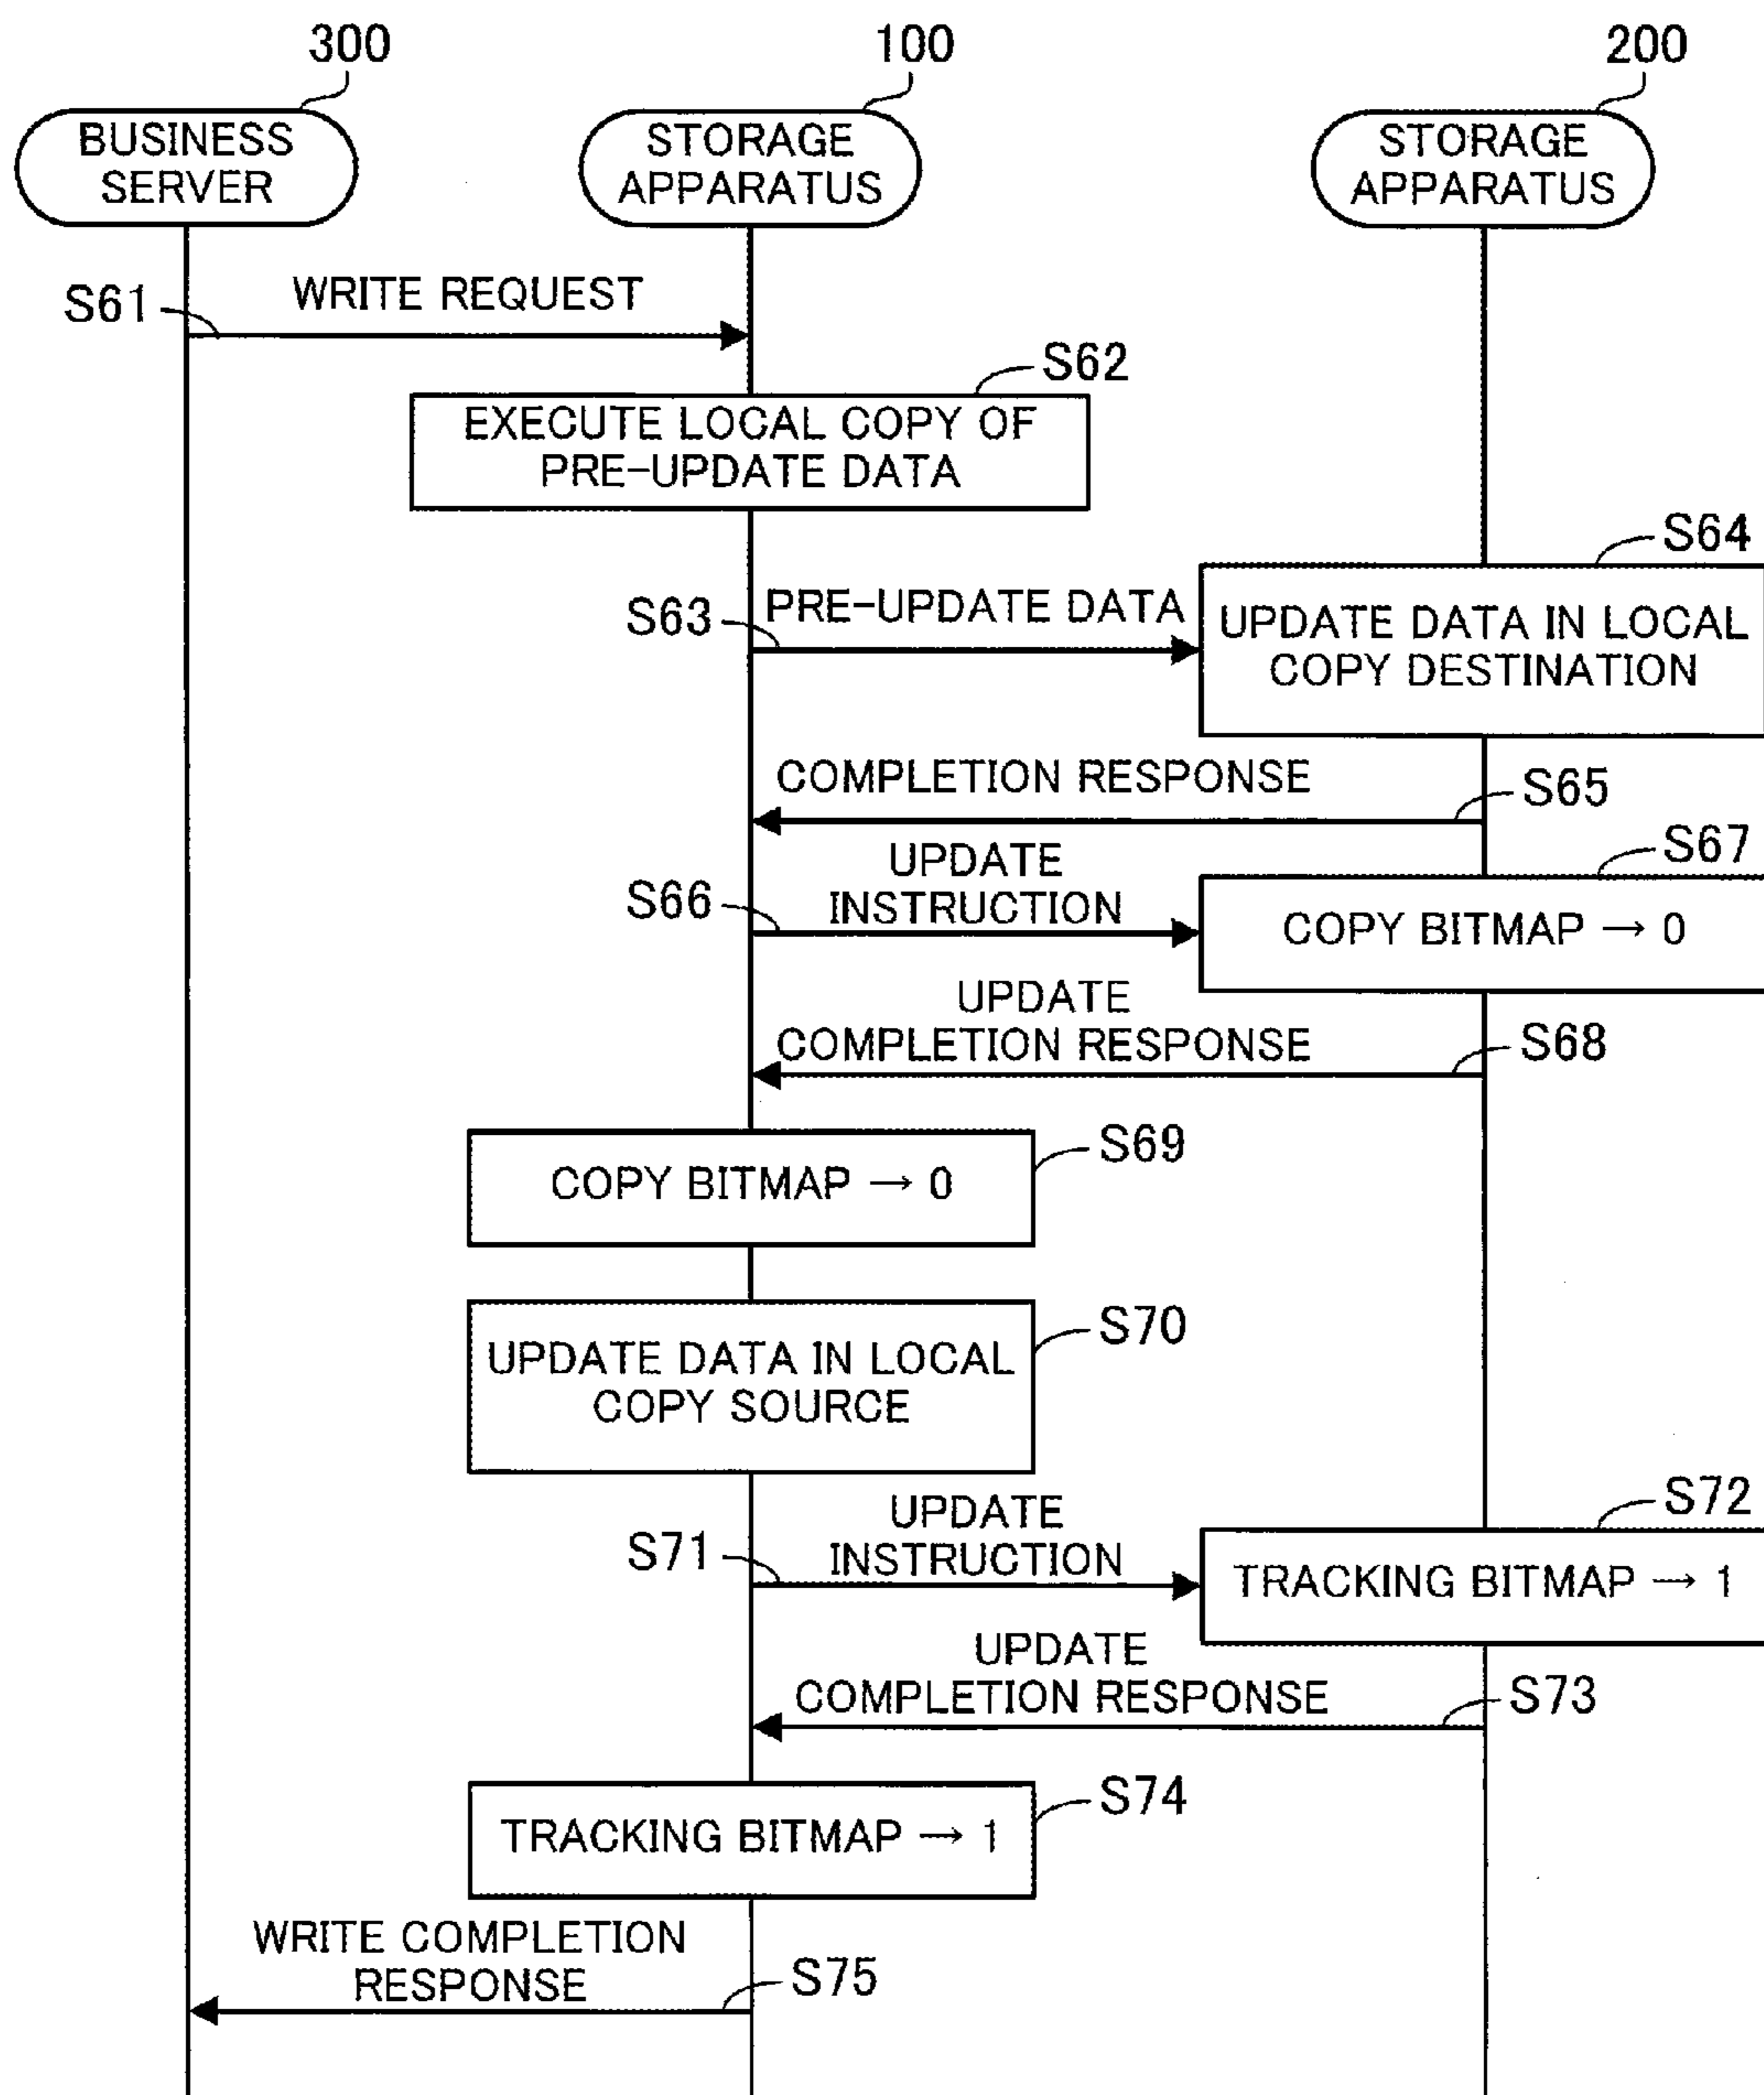 300
100
200
BUSINESS
SERVER
STORAGE
APPARATUS
STORAGE
APPARATUS
S61
WRITE REQUEST
S62
EXECUTE LOCAL COPY OF
PRE-UPDATE DATA
S63
PRE-UPDATE DATA
S64
UPDATE DATA IN LOCAL
COPY DESTINATION
COMPLETION RESPONSE
S65
S66
UPDATE
INSTRUCTION
S67
COPY BITMAP → 0
UPDATE
COMPLETION RESPONSE
S68
S69
COPY BITMAP → 0
S70
UPDATE DATA IN LOCAL
COPY SOURCE
S71
UPDATE
INSTRUCTION
S72
TRACKING BITMAP → 1
UPDATE
COMPLETION RESPONSE
S73
S74
TRACKING BITMAP → 1
WRITE COMPLETION
RESPONSE
S75